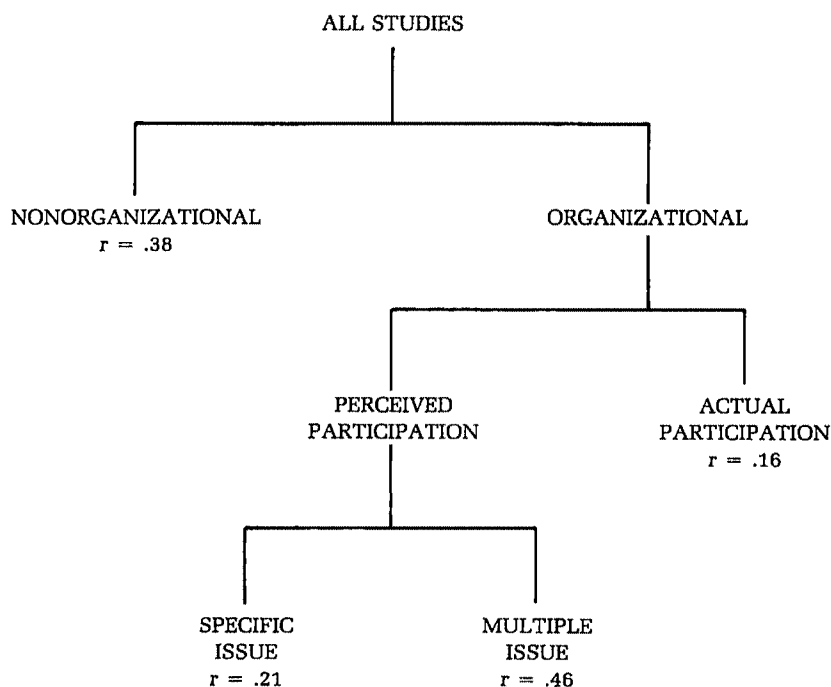 ALL STUDIES
NONORGANIZATIONAL
r = .38
ORGANIZATIONAL
PERCEIVED
PARTICIPATION
ACTUAL
PARTICIPATION
r = .16
SPECIFIC
ISSUE
r = .21
MULTIPLE
ISSUE
r = .46